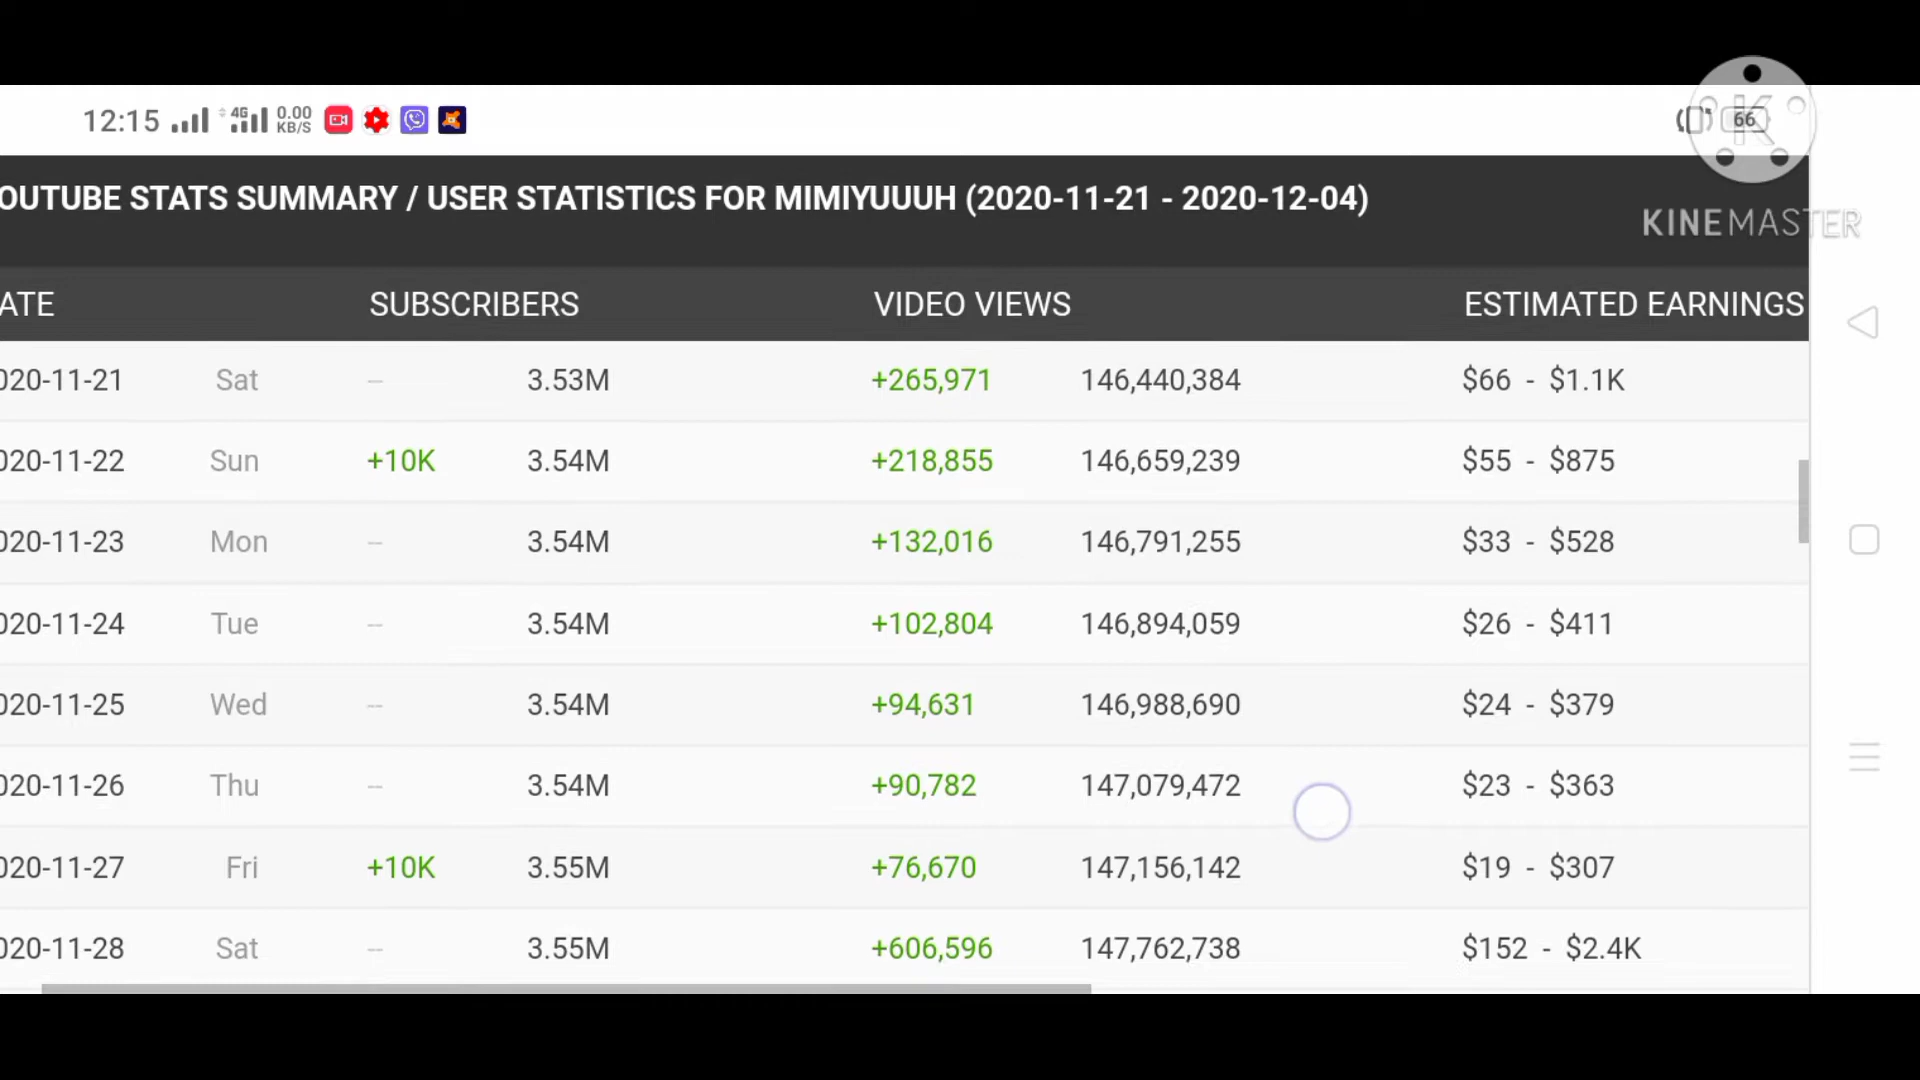 12:15 4G 0.00 KB/S 66
KINEMASTER
OUTUBE STATS SUMMARY / USER STATISTICS FOR MIMIYUUUH (2020-11-21 - 2020-12-04)
ATE SUBSCRIBERS VIDEO VIEWS ESTIMATED EARNINGS
020-11-21 Sat -- 3.53M +265,971 146,440,384 $66 - $1.1K
020-11-22 Sun +10K 3.54M +218,855 146,659,239 $55 - $875
020-11-23 Mon -- 3.54M +132,016 146,791,255 $33 - $528
020-11-24 Tue -- 3.54M +102,804 146,894,059 $26 - $411
020-11-25 Wed -- 3.54M +94,631 146,988,690 $24 - $379
020-11-26 Thu -- 3.54M +90,782 147,079,472 $23 - $363
020-11-27 Fri +10K 3.55M +76,670 147,156,142 $19 - $307
020-11-28 Sat -- 3.55M +606,596 147,762,738 $152 - $2.4K